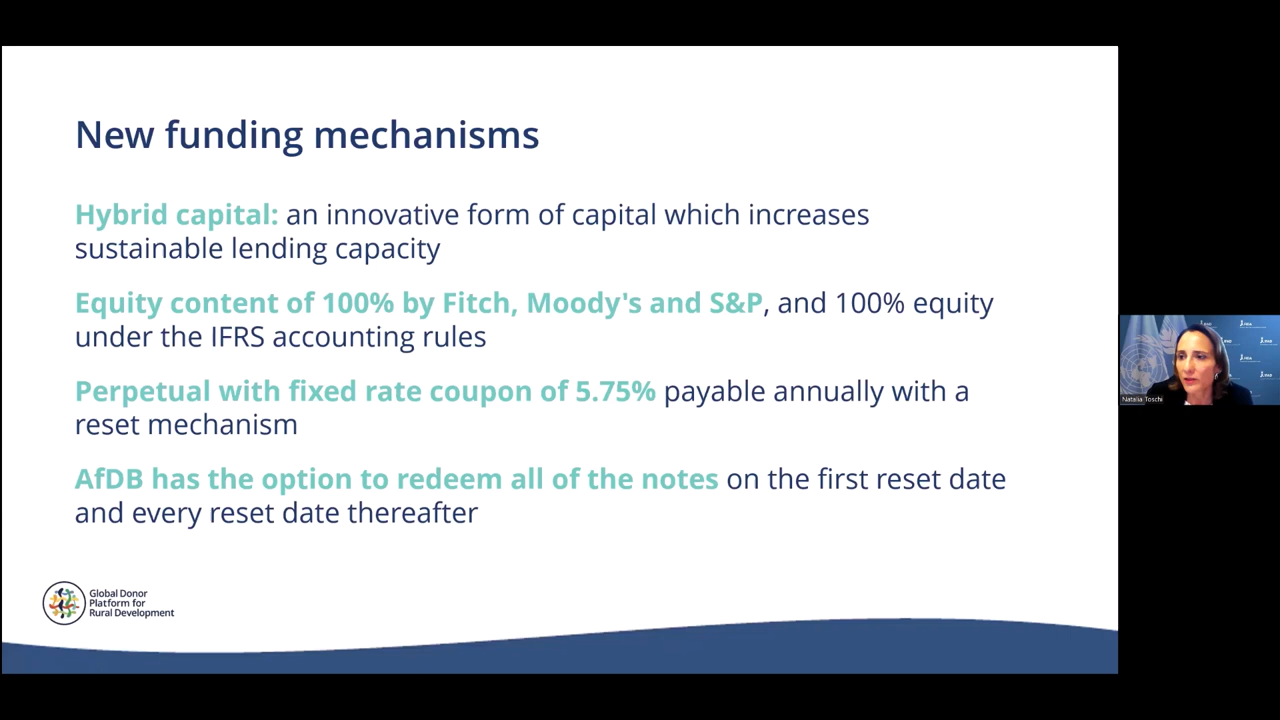 New funding mechanisms
Hybrid capital: an innovative form of capital which increases
sustainable lending capacity
Equity content of 100% by Fitch, Moody's and S&P, and 100% equity
under the IFRS accounting rules
Perpetual with fixed rate coupon of 5.75% payable annually with a
reset mechanism
AfDB has the option to redeem all of the notes on the first reset date
and every reset date thereafter
Global Donor
Platform for
Rural Development
Natalia Toschi